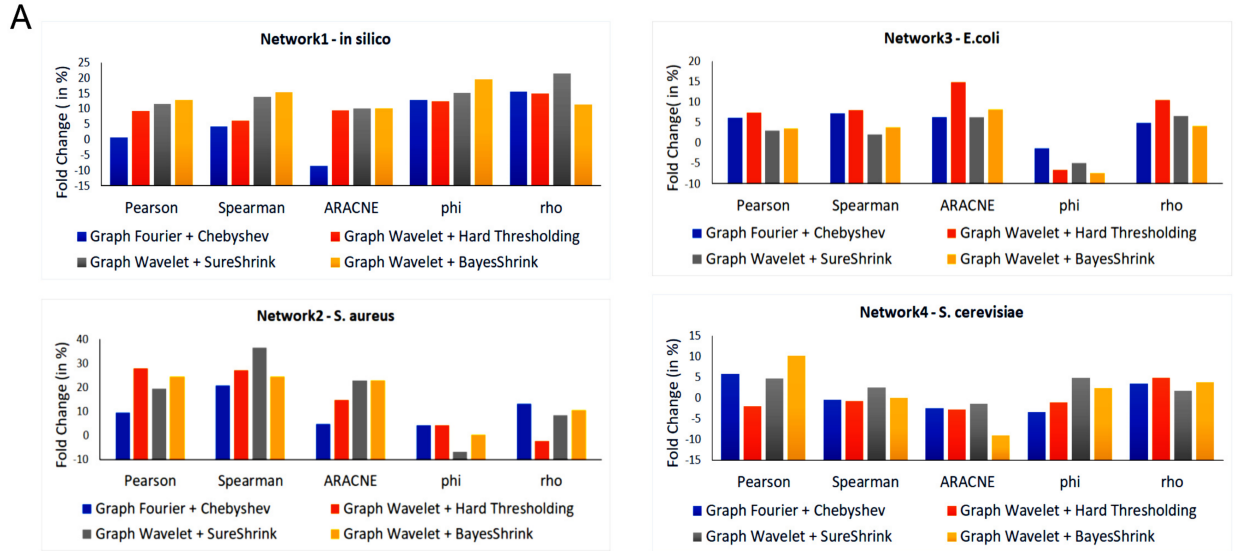 A
Network1 - in silico
Fold Change ( in %)
25
20
15
10
5
0
-5
-10
-15
Pearson Spearman ARACNE phi rho
Graph Fourier + Chebyshev Graph Wavelet + Hard Thresholding
Graph Wavelet + SureShrink Graph Wavelet + BayesShrink
Network3 - E.coli
Fold Change( in %)
20
15
10
5
0
-5
-10
Pearson Spearman ARACNE phi rho
Graph Fourier + Chebyshev Graph Wavelet + Hard Thresholding
Graph Wavelet + SureShrink Graph Wavelet + BayesShrink
Network2 - S. aureus
Fold Change (in %)
40
30
20
10
0
-10
Pearson Spearman ARACNE phi rho
Graph Fourier + Chebyshev Graph Wavelet + Hard Thresholding
Graph Wavelet + SureShrink Graph Wavelet + BayesShrink
Network4 - S. cerevisiae
Fold Change (in %)
15
10
5
0
-5
-10
-15
Pearson Spearman ARACNE phi rho
Graph Fourier + Chebyshev Graph Wavelet + Hard Thresholding
Graph Wavelet + SureShrink Graph Wavelet + BayesShrink